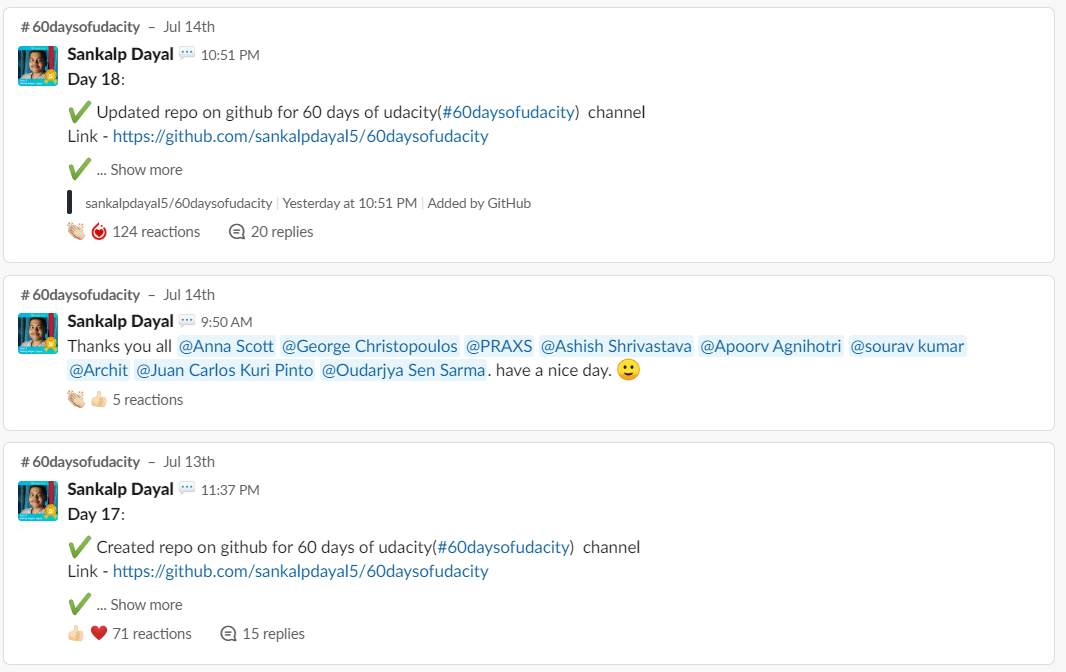 # 60daysofudacity – Jul 14th
Sankalp Dayal 10:51 PM
Day 18:
✔ Updated repo on github for 60 days of udacity(#60daysofudacity) channel
Link - https://github.com/sankalpdayal5/60daysofudacity
✔ ... Show more
sankalpdayal5/60daysofudacity | Yesterday at 10:51 PM | Added by GitHub
124 reactions 20 replies
# 60daysofudacity – Jul 14th
Sankalp Dayal 9:50 AM
Thanks you all @Anna Scott @George Christopoulos @PRAXS @Ashish Shrivastava @Apoorv Agnihotri @sourav kumar
@Archit @Juan Carlos Kuri Pinto @Oudarjya Sen Sarma. have a nice day. 🙂
5 reactions
# 60daysofudacity – Jul 13th
Sankalp Dayal 11:37 PM
Day 17:
✔ Created repo on github for 60 days of udacity(#60daysofudacity) channel
Link - https://github.com/sankalpdayal5/60daysofudacity
✔ ... Show more
71 reactions 15 replies